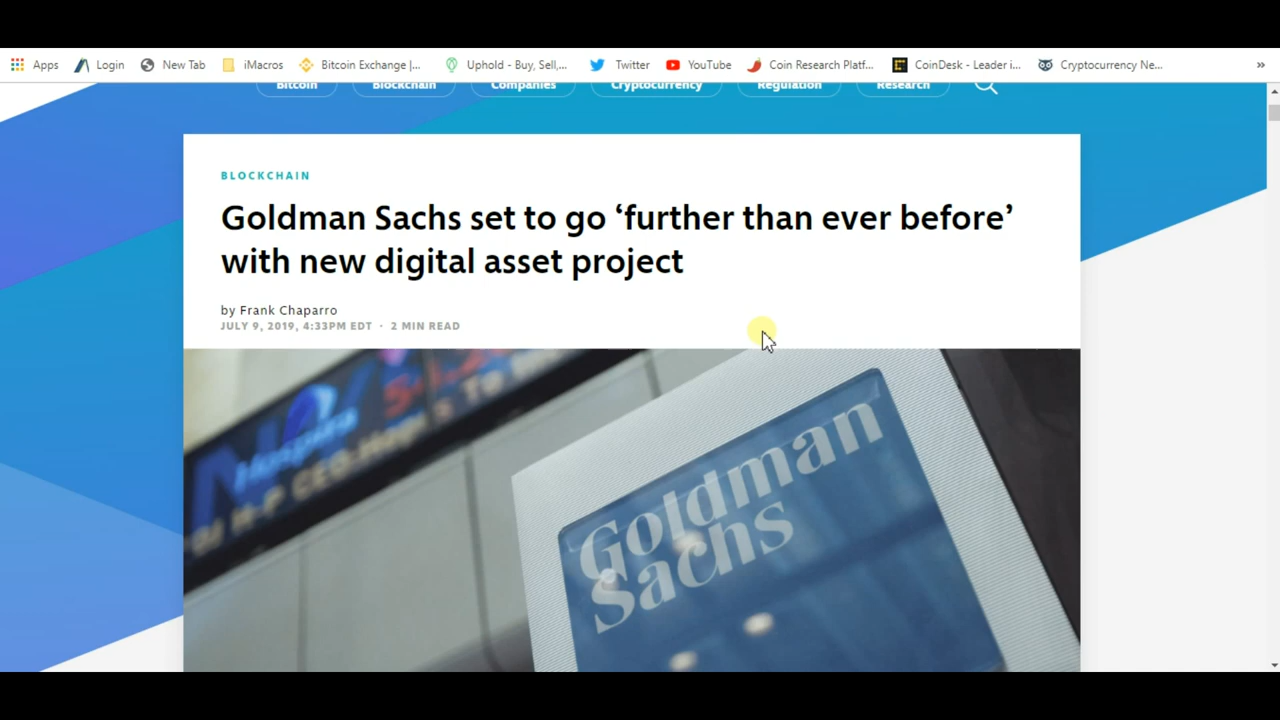 Apps Login New Tab iMacros Bitcoin Exchange |... Uphold - Buy, Sell,... Twitter YouTube Coin Research Platf... CoinDesk - Leader i... Cryptocurrency Ne... »
Bitcoin Blockchain Companies Cryptocurrency Regulation Research
BLOCKCHAIN
Goldman Sachs set to go ‘further than ever before’
with new digital asset project
by Frank Chaparro
JULY 9, 2019, 4:33PM EDT · 2 MIN READ
Goldman
Sachs